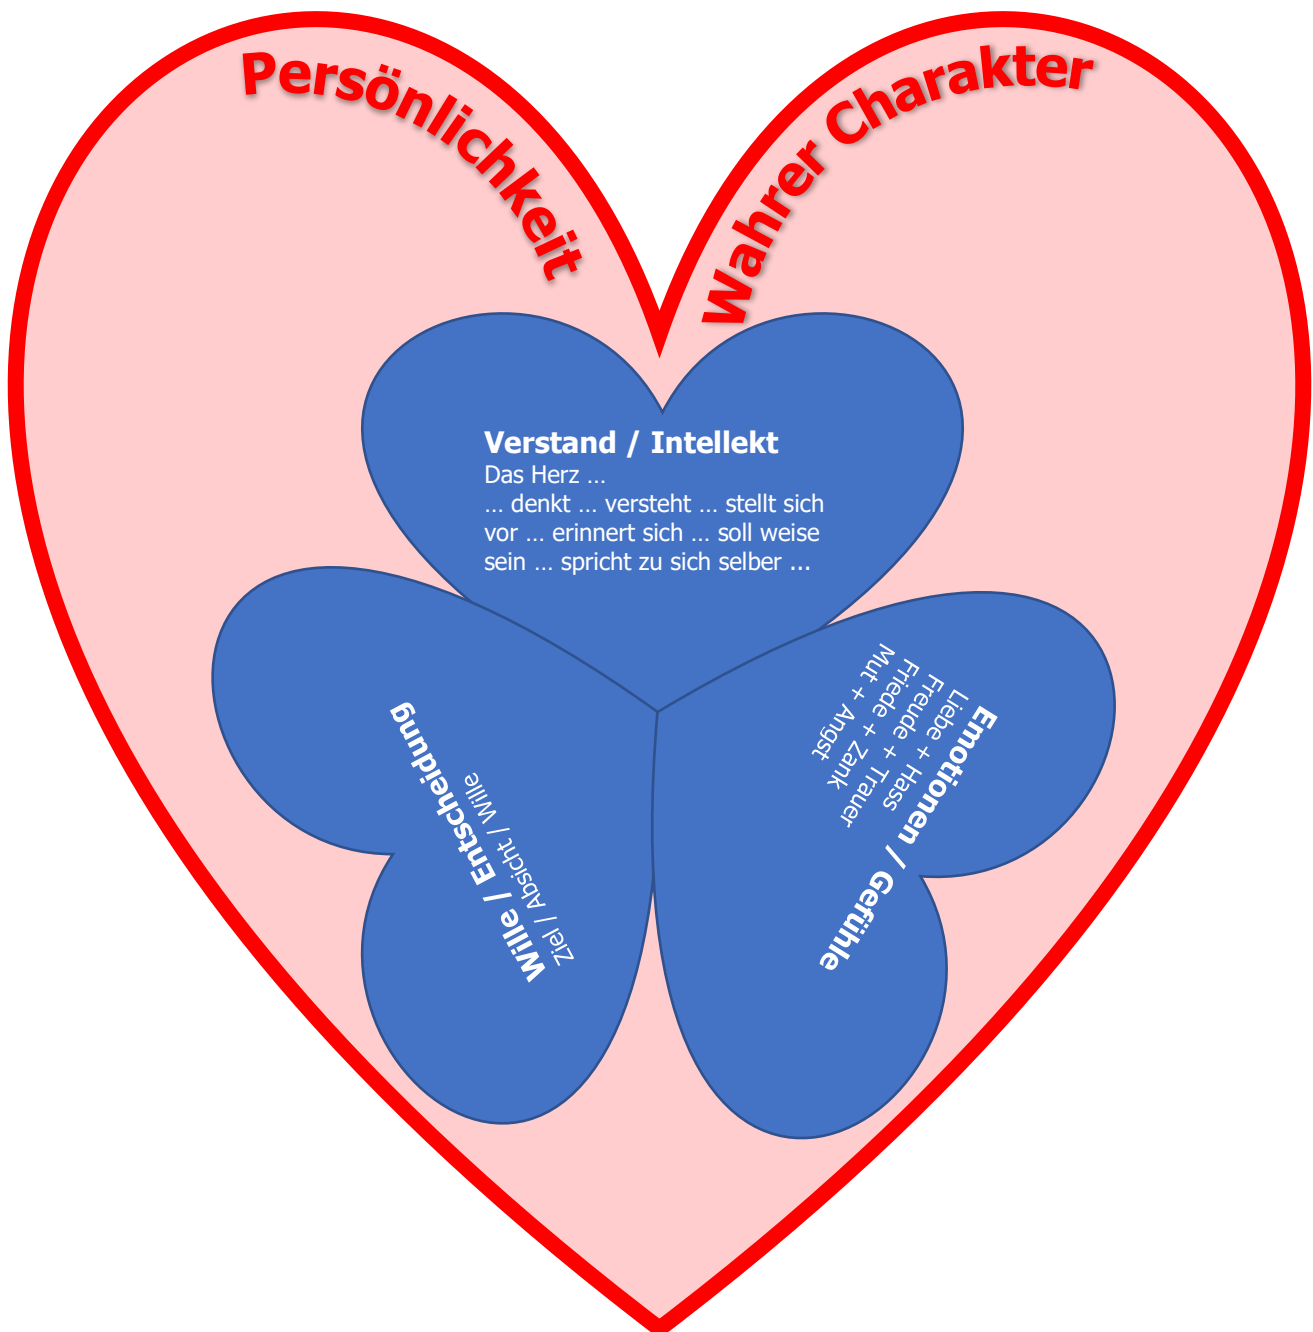 Persönlichkeit
Wahrer Charakter
Verstand / Intellekt
Das Herz ...
... denkt ... versteht ... stellt sich
vor ... erinnert sich ... soll weise
sein ... spricht zu sich selber ...
Emotionen / Gefühle
Liebe + Hass
Freude + Trauer
Friede + Zank
Mut + Angst
Wille / Entscheidung
Ziel / Absicht / Wille